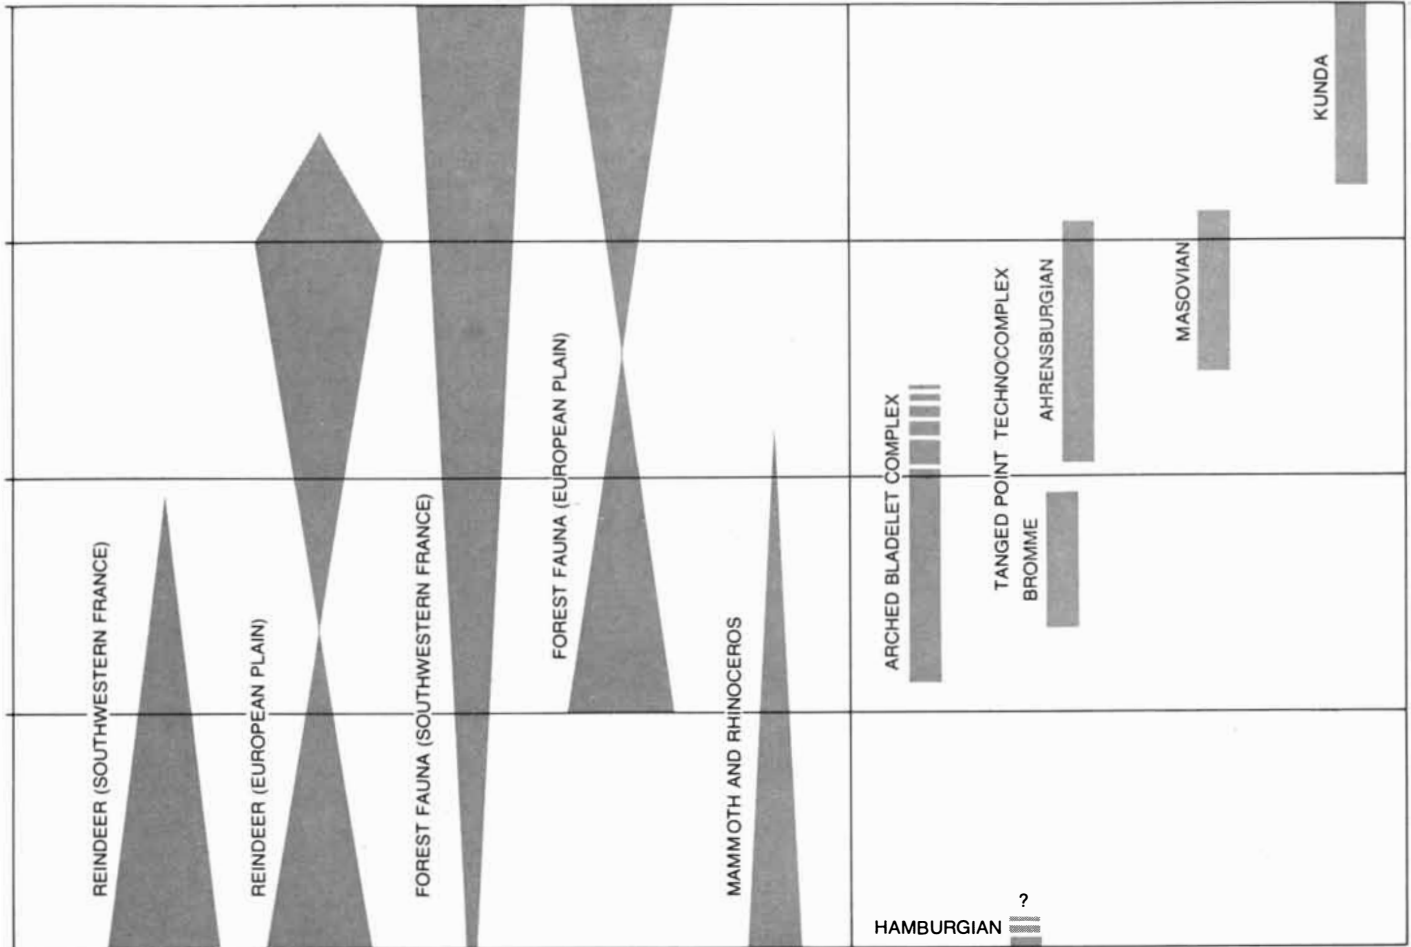 REINDEER (SOUTHWESTERN FRANCE)
REINDEER (EUROPEAN PLAIN)
FOREST FAUNA (SOUTHWESTERN FRANCE)
FOREST FAUNA (EUROPEAN PLAIN)
MAMMOTH AND RHINOCEROS
ARCHED BLADELET COMPLEX
TANGED POINT TECHNOCOMPLEX
BROMME
AHRENSBURGIAN
MASOVIAN
KUNDA
?
HAMBURGIAN